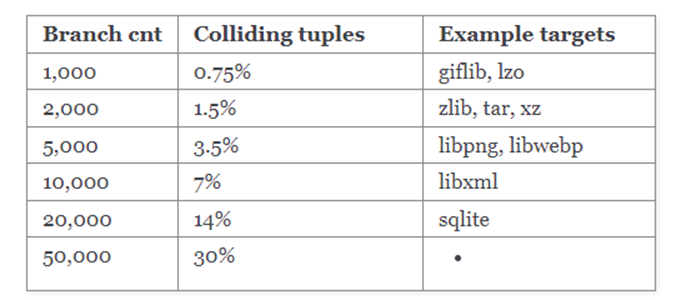 Branch cnt Colliding tuples Example targets
1,000 0.75% giflib, lzo
2,000 1.5% zlib, tar, xz
5,000 3.5% libpng, libwebp
10,000 7% libxml
20,000 14% sqlite
50,000 30% •